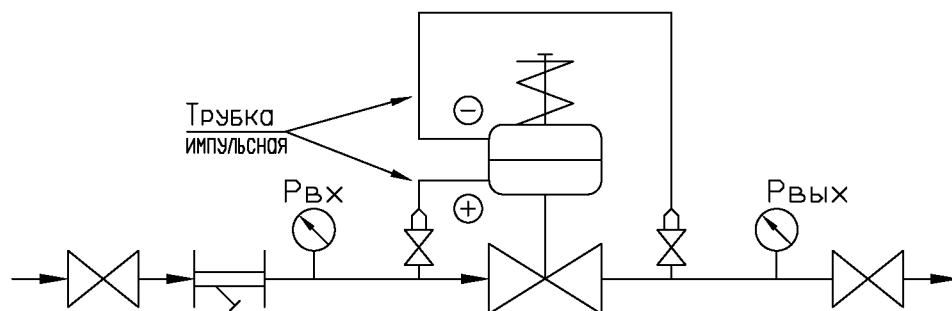 Трубка
импульсная
Рвх
Рвых
−
+